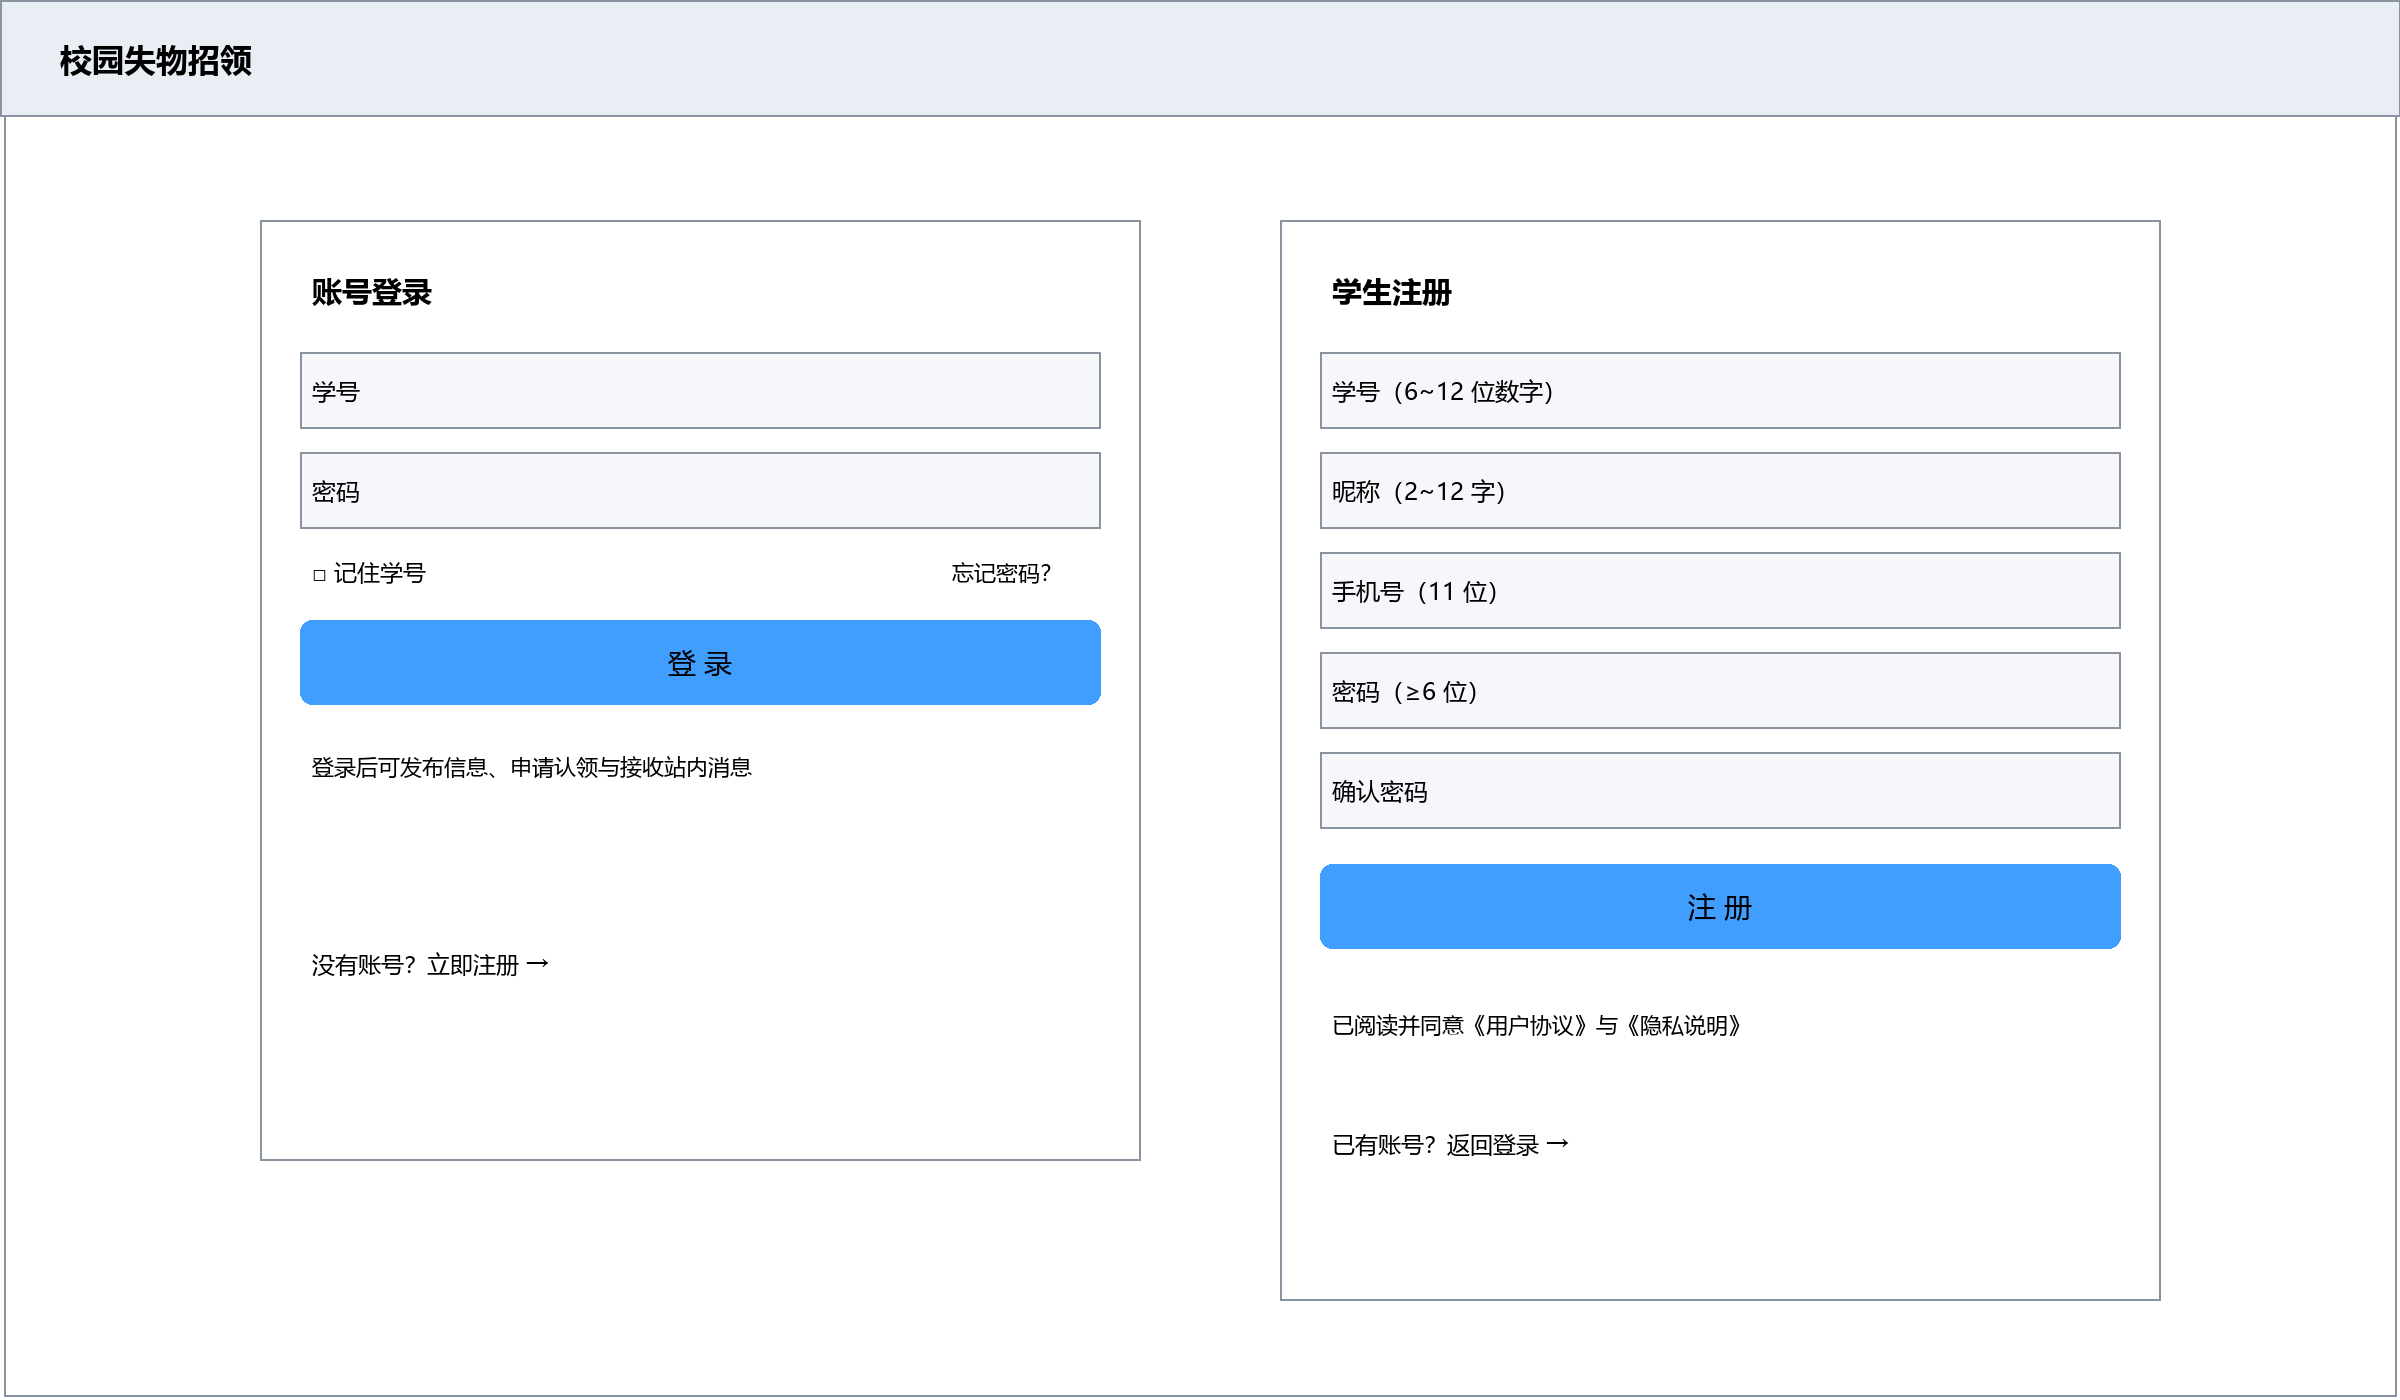 校园失物招领
账号登录
学号
密码
□ 记住学号
忘记密码？
登 录
登录后可发布信息、申请认领与接收站内消息
没有账号？立即注册 →
学生注册
学号（6~12 位数字）
昵称（2~12 字）
手机号（11 位）
密码（≥6 位）
确认密码
注 册
已阅读并同意《用户协议》与《隐私说明》
已有账号？返回登录 →